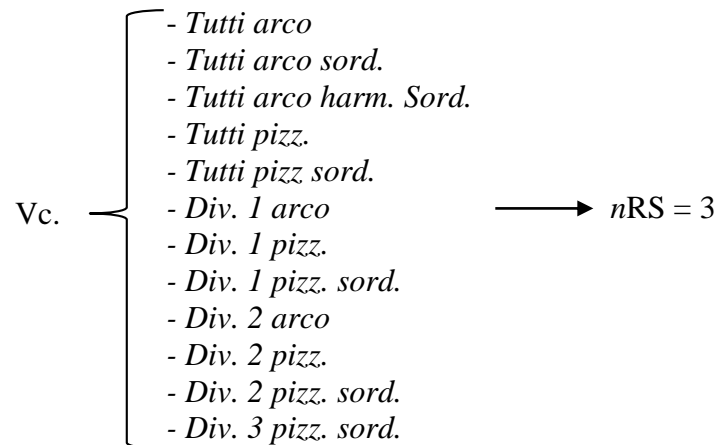 - Tutti arco
- Tutti arco sord.
- Tutti arco harm. Sord.
- Tutti pizz.
- Tutti pizz sord.
Vc. - Div. 1 arco nRS = 3
- Div. 1 pizz.
- Div. 1 pizz. sord.
- Div. 2 arco
- Div. 2 pizz.
- Div. 2 pizz. sord.
- Div. 3 pizz. sord.